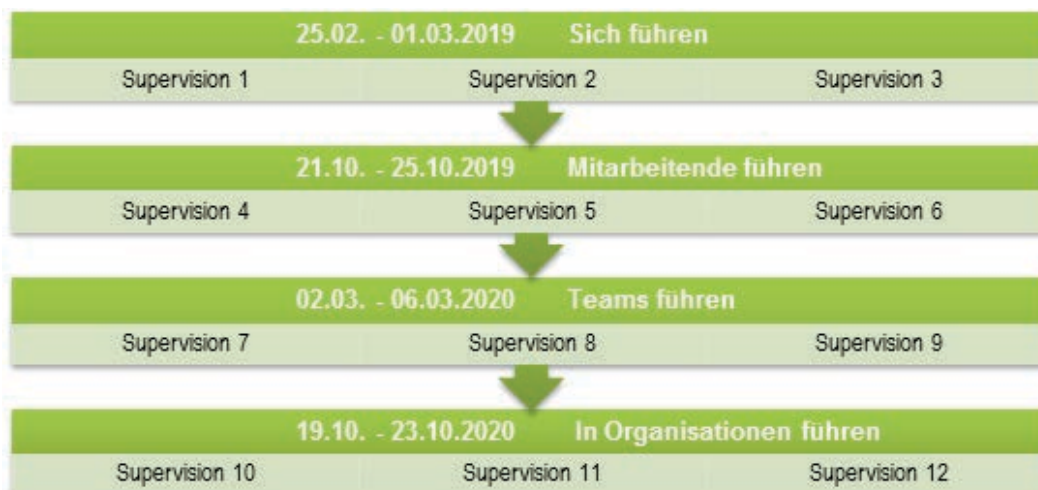 25.02. - 01.03.2019 Sich führen
Supervision 1 Supervision 2 Supervision 3
21.10. - 25.10.2019 Mitarbeitende führen
Supervision 4 Supervision 5 Supervision 6
02.03. - 06.03.2020 Teams führen
Supervision 7 Supervision 8 Supervision 9
19.10. - 23.10.2020 In Organisationen führen
Supervision 10 Supervision 11 Supervision 12